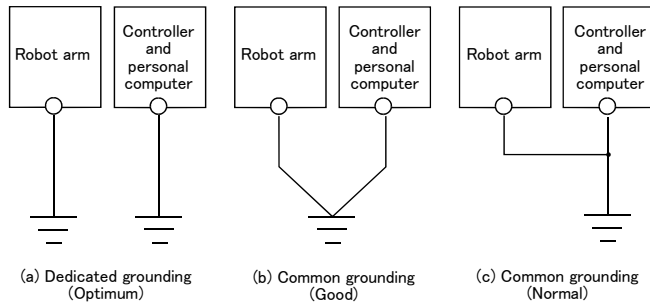 Robot arm
Controller
and
personal
computer
Robot arm
Controller
and
personal
computer
Robot arm
Controller
and
personal
computer
(a) Dedicated grounding
(Optimum)
(b) Common grounding
(Good)
(c) Common grounding
(Normal)